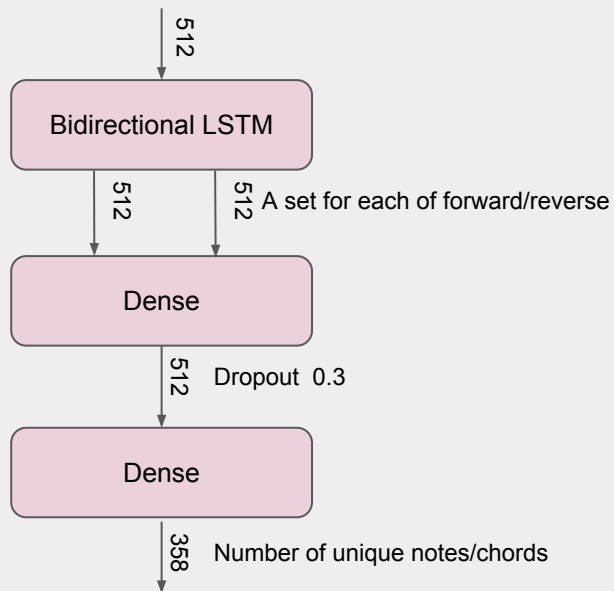 512
Bidirectional LSTM
512
512
A set for each of forward/reverse
Dense
512
Dropout 0.3
Dense
358
Number of unique notes/chords